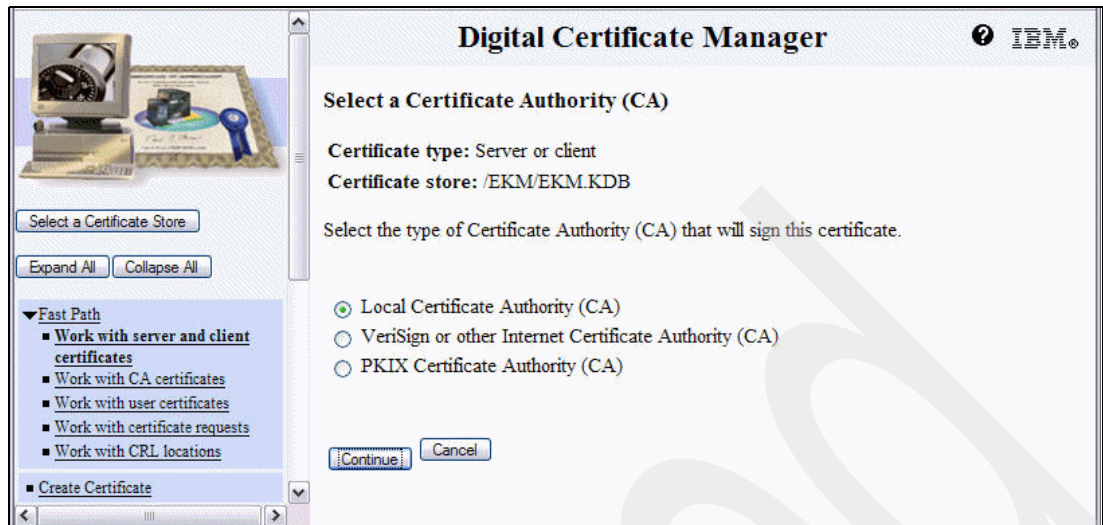 Digital Certificate Manager
IBM®
Select a Certificate Store
Expand All
Collapse All
Fast Path
Work with server and client
certificates
Work with CA certificates
Work with user certificates
Work with certificate requests
Work with CRL locations
Create Certificate
Select a Certificate Authority (CA)
Certificate type: Server or client
Certificate store: /EKM/EKM.KDB
Select the type of Certificate Authority (CA) that will sign this certificate.
Local Certificate Authority (CA)
VeriSign or other Internet Certificate Authority (CA)
PKIX Certificate Authority (CA)
Continue
Cancel